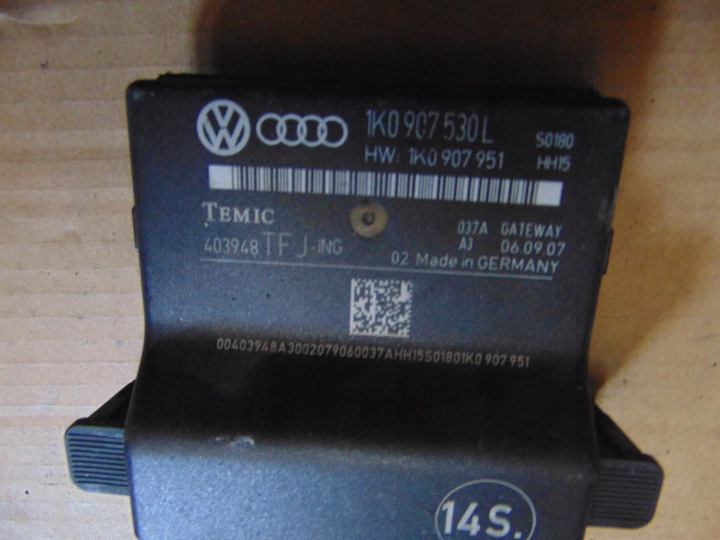 1K0 907 530 L
S0180
HW: 1K0 907 951
HH15
TEMIC
037A GATEWAY
403948 TFJ-ING
A3 06.09.07
02 Made in GERMANY
00403948A3002079060037AHH15S01801K0 907 951
14S.